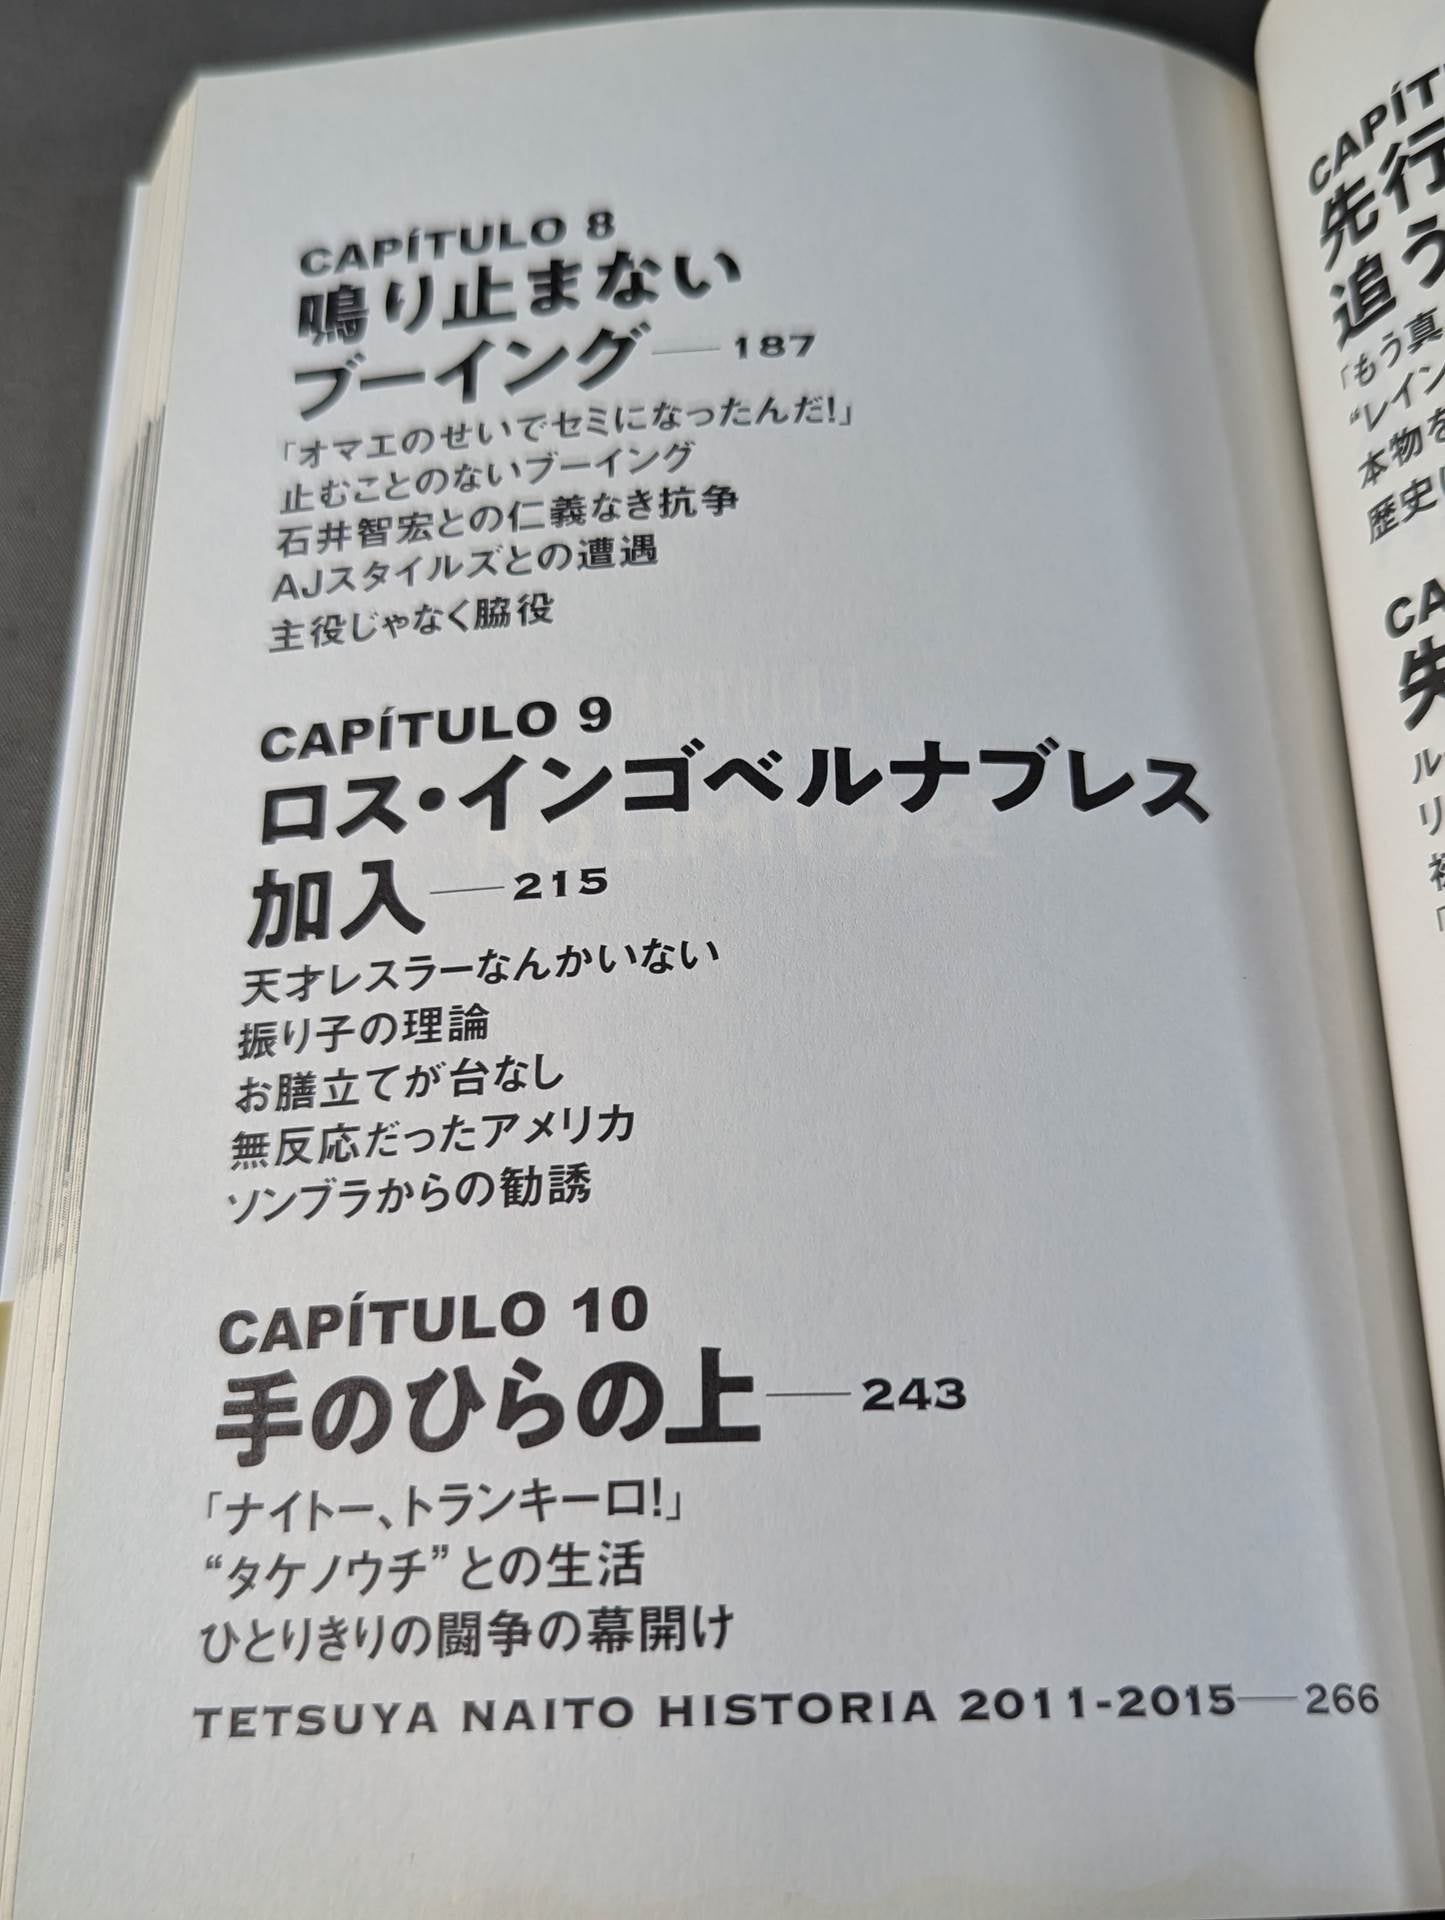 CAPÍTULO 8
鳴り止まない
ブーイング——187
「オマエのせいでセミになったんだ!」
止むことのないブーイング
石井智宏との仁義なき抗争
AJスタイルズとの遭遇
主役じゃなく脇役
CAPÍTULO 9
ロス・インゴベルナブレス
加入——215
天才レスラーなんかいない
振り子の理論
お膳立てが台なし
無反応だったアメリカ
ソンブラからの勧誘
CAPÍTULO 10
手のひらの上——243
「ナイトー、トランキーロ!」
“タケノウチ”との生活
ひとりきりの闘争の幕開け
TETSUYA NAITO HISTORIA 2011-2015——266
先行
追う
「もう真
“レイン
本物を
歴史